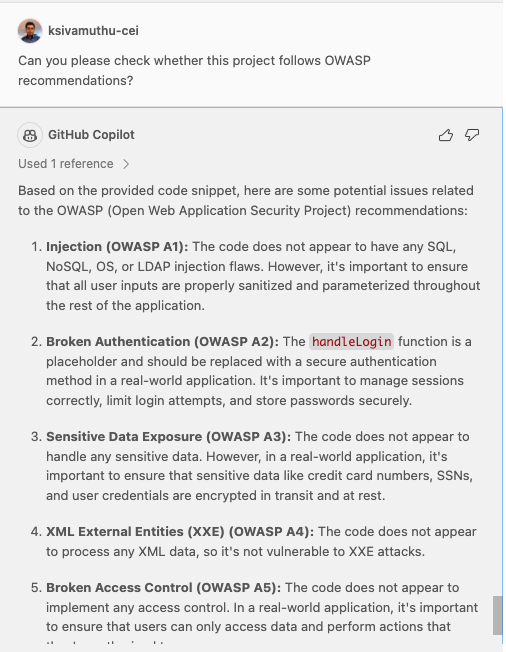 ksivamuthu-cei
Can you please check whether this project follows OWASP
recommendations?
GitHub Copilot
Used 1 reference
Based on the provided code snippet, here are some potential issues related
to the OWASP (Open Web Application Security Project) recommendations:
1. Injection (OWASP A1): The code does not appear to have any SQL,
NoSQL, OS, or LDAP injection flaws. However, it's important to ensure
that all user inputs are properly sanitized and parameterized throughout
the rest of the application.
2. Broken Authentication (OWASP A2): The handleLogin function is a
placeholder and should be replaced with a secure authentication
method in a real-world application. It's important to manage sessions
correctly, limit login attempts, and store passwords securely.
3. Sensitive Data Exposure (OWASP A3): The code does not appear to
handle any sensitive data. However, in a real-world application, it's
important to ensure that sensitive data like credit card numbers, SSNs,
and user credentials are encrypted in transit and at rest.
4. XML External Entities (XXE) (OWASP A4): The code does not appear
to process any XML data, so it's not vulnerable to XXE attacks.
5. Broken Access Control (OWASP A5): The code does not appear to
implement any access control. In a real-world application, it's important
to ensure that users can only access data and perform actions that